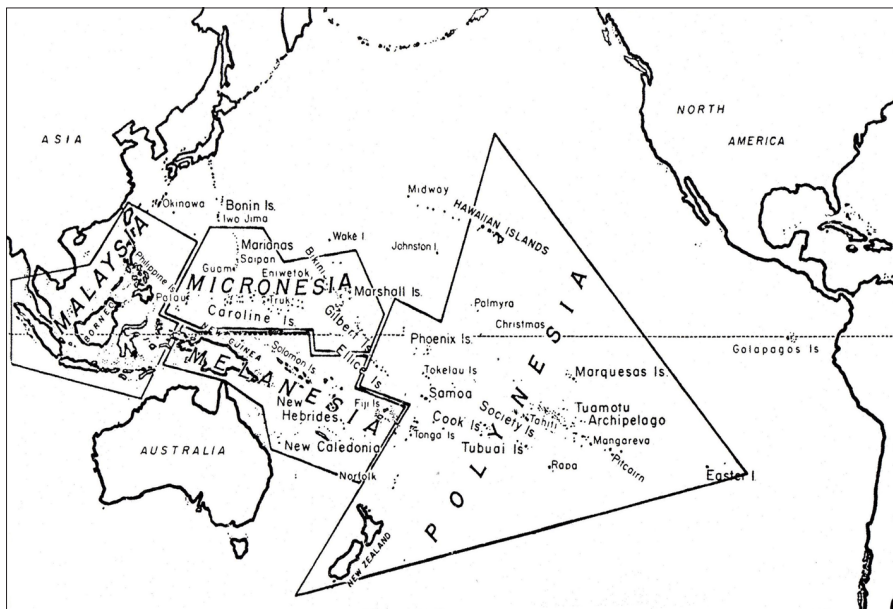 ASIA
NORTH
AMERICA
Okinawa
Bonin Is.
Iwo Jima
Midway
HAWAIIAN ISLANDS
Wake I.
Johnston I.
MALAYSIA
Philippine Is.
BORNEO
Palau
Marianas
Saipan
Guam
Eniwetok
Bikini
MICRONESIA
Truk
Marshall Is.
Caroline Is
Gilbert
Ellice Is
Palmyra
Christmas
Phoenix Is.
Golapagos Is
NEW
GUINEA
MELANESIA
Solomon Is
Tokelau Is
Marquesas Is.
Samoa
New
Hebrides
Fiji Is
Cook Is.
Society Is
Tahiti
Tuamotu
Archipelago
Tonga Is
Tubuai Is
Mangareva
Pitcairn
Rapa
Easter I.
New Caledonia
Norfolk
AUSTRALIA
POLYNESIA
NEW ZEALAND